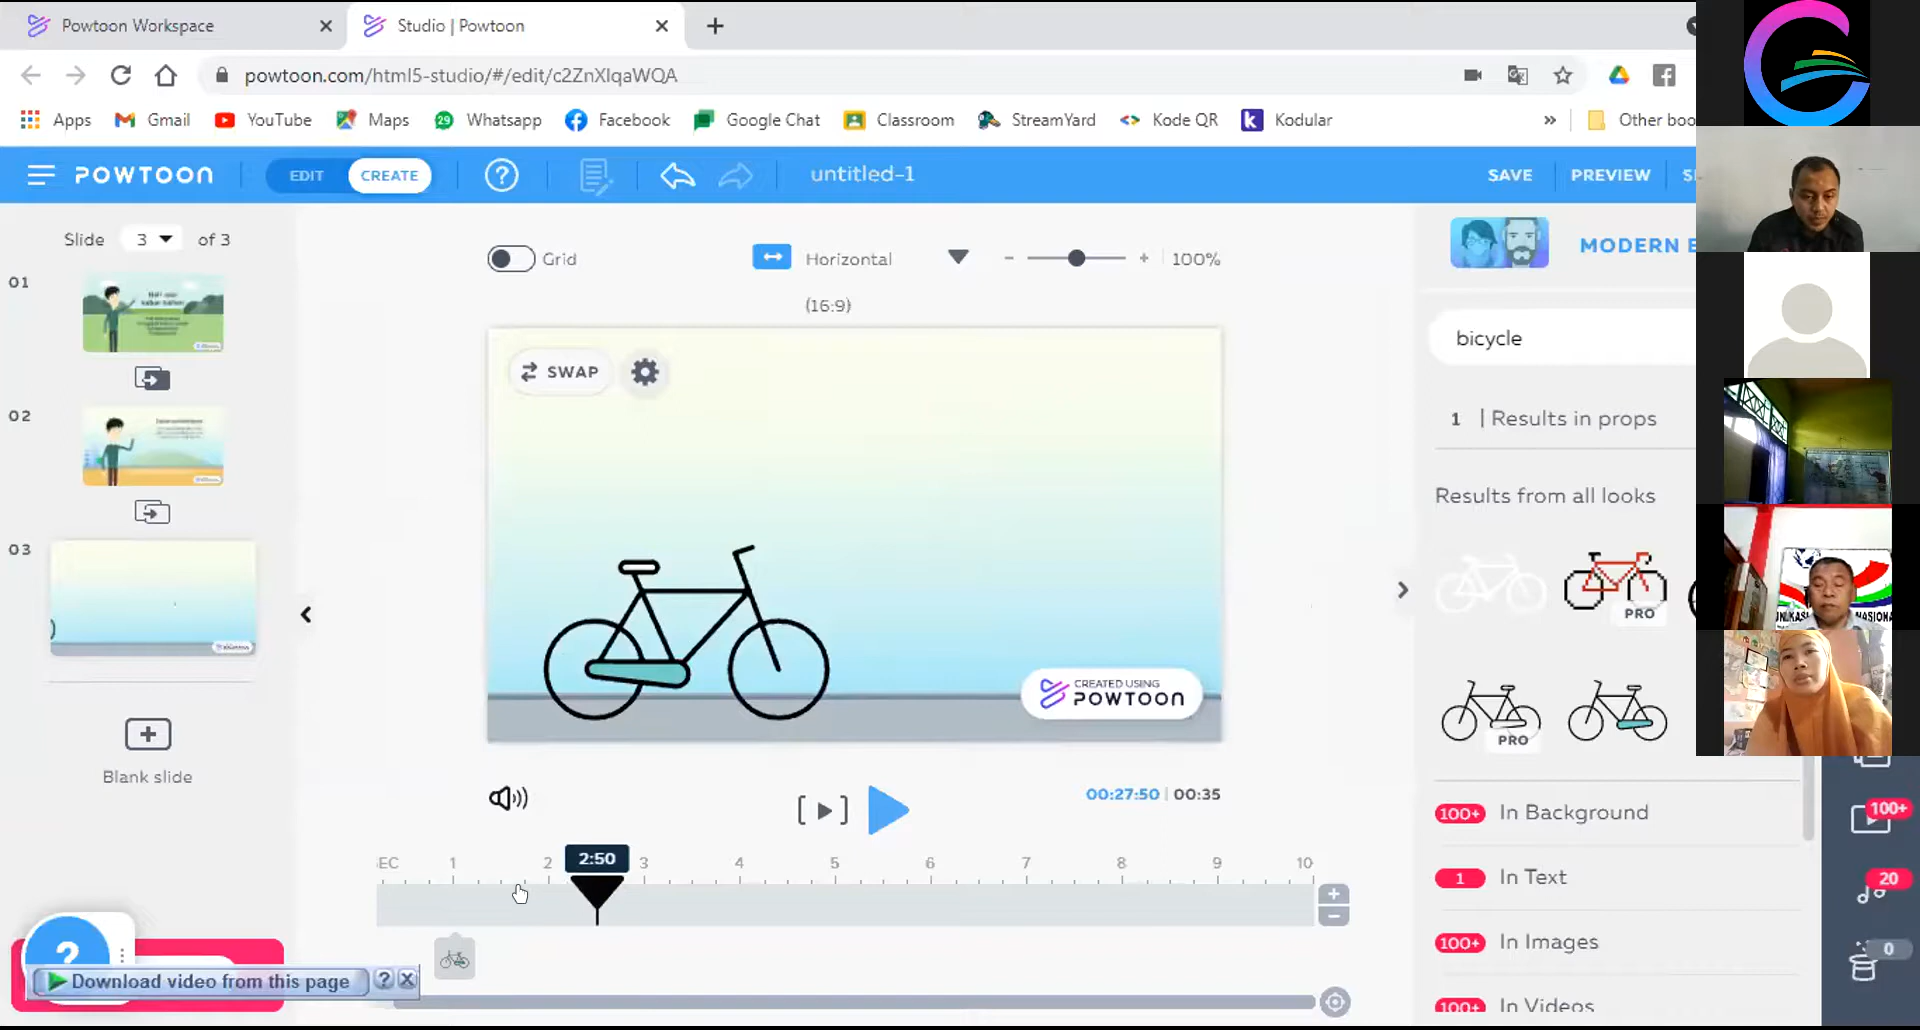 Powtoon Workspace
Studio | Powtoon
powtoon.com/html5-studio/#/edit/c2ZnXlqaWQA
Apps
Gmail
YouTube
Maps
29
Whatsapp
Facebook
Google Chat
Classroom
StreamYard
Kode QR
Kodular
»
Other boo
POWTOON
EDIT
CREATE
?
untitled-1
SAVE
PREVIEW
Slide 3 of 3
01
02
03
Blank slide
Grid
Horizontal
(16:9)
100%
SWAP
CREATED USING
POWTOON
00:27:50 | 00:35
2:50
1 2 3 4 5 6 7 8 9 10
MODERN E
bicycle
1 | Results in props
Results from all looks
PRO
PRO
100+ In Background
1 In Text
100+ In Images
100+ In Videos
100+
20
0
?
Download video from this page
?